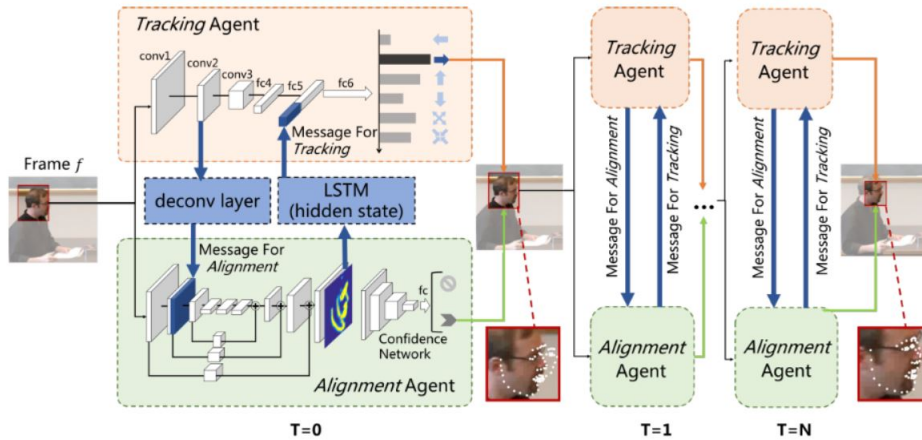 Tracking Agent
conv1
conv2
conv3
fc4
fc5
fc6
Message For
Tracking
Frame f
deconv layer
LSTM
(hidden state)
Message For
Alignment
fc
Confidence
Network
Alignment Agent
T=0
Tracking
Agent
Message For Alignment
Message For Tracking
Alignment
Agent
T=1
...
Tracking
Agent
Message For Alignment
Message For Tracking
Alignment
Agent
T=N